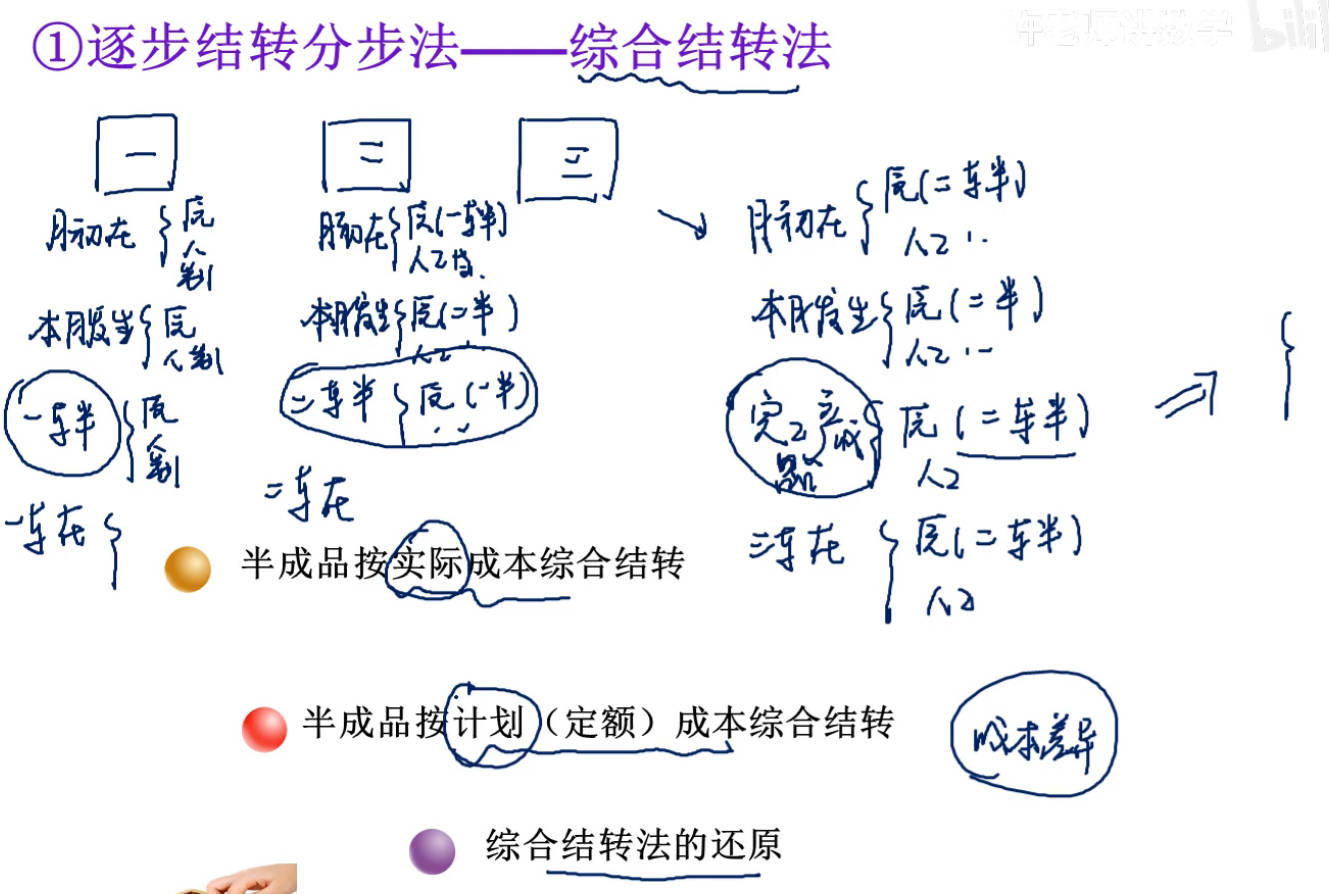 ①逐步结转分步法——综合结转法
一
二
三
月初在
原
人
制
本月发生
原
人制
一车半
原
人
制
一车在
月初在
原(一车半)
人工
本月发生
原(二半)
人工
二车半
原(一半)
二车在
月初在
原(二车半)
人工
本月发生
原(二半)
人工
完工产成品
原(二车半)
人工
三车在
原(二车半)
人工
半成品按实际成本综合结转
半成品按计划（定额）成本综合结转
成本差异
综合结转法的还原